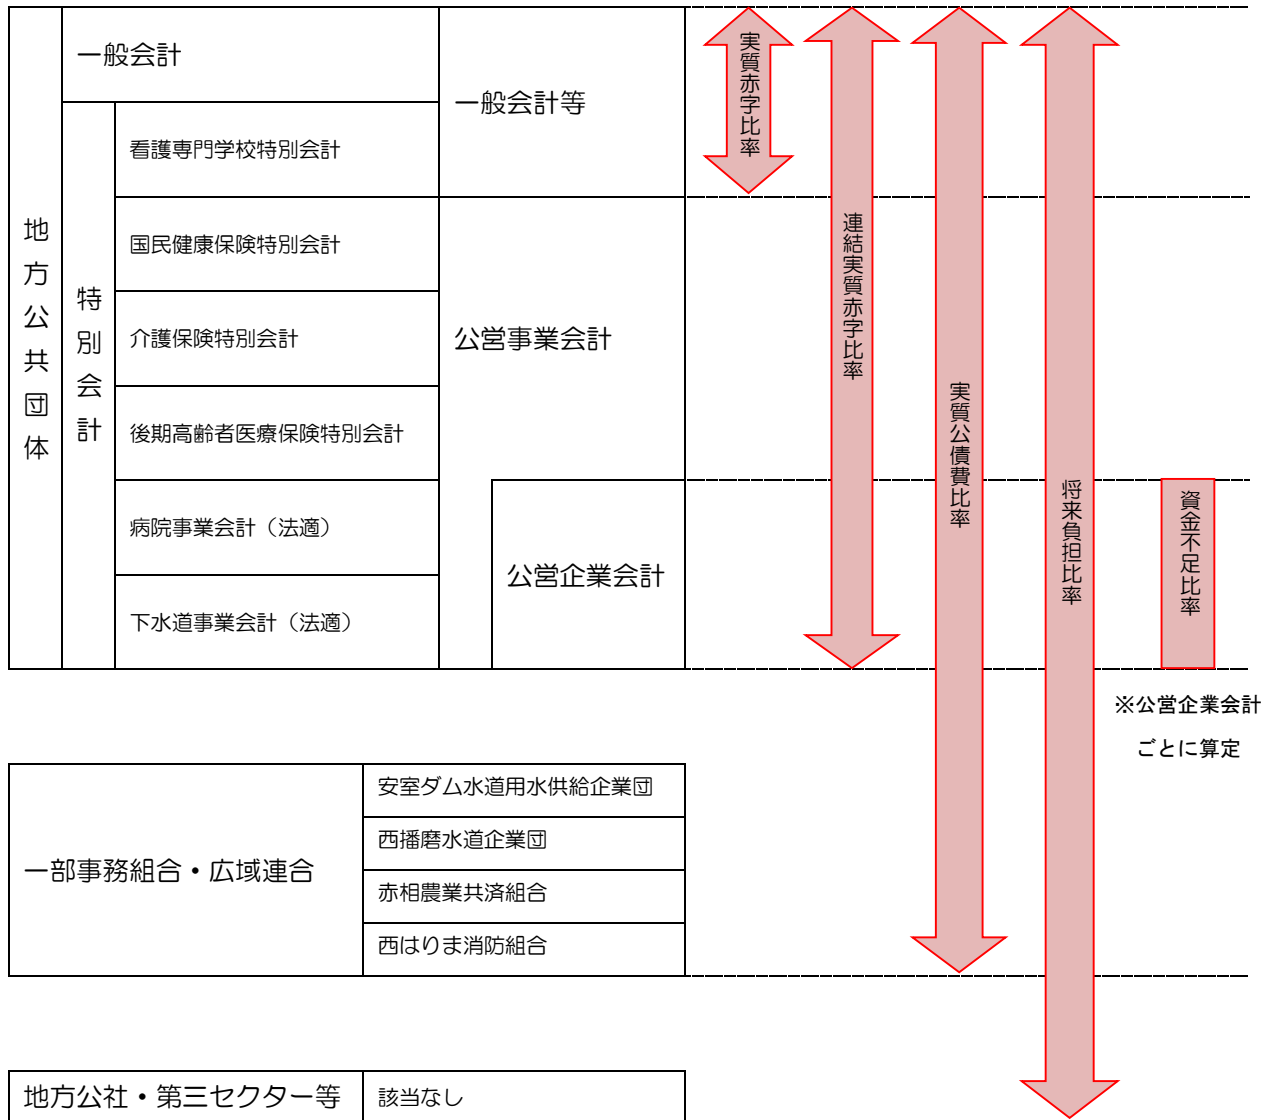 地方公共団体
一般会計
特別会計
看護専門学校特別会計
国民健康保険特別会計
介護保険特別会計
後期高齢者医療保険特別会計
病院事業会計（法適）
下水道事業会計（法適）
一般会計等
公営事業会計
公営企業会計
実質赤字比率
連結実質赤字比率
実質公債費比率
将来負担比率
資金不足比率
※公営企業会計
ごとに算定
一部事務組合・広域連合
安室ダム水道用水供給企業団
西播磨水道企業団
赤相農業共済組合
西はりま消防組合
地方公社・第三セクター等
該当なし